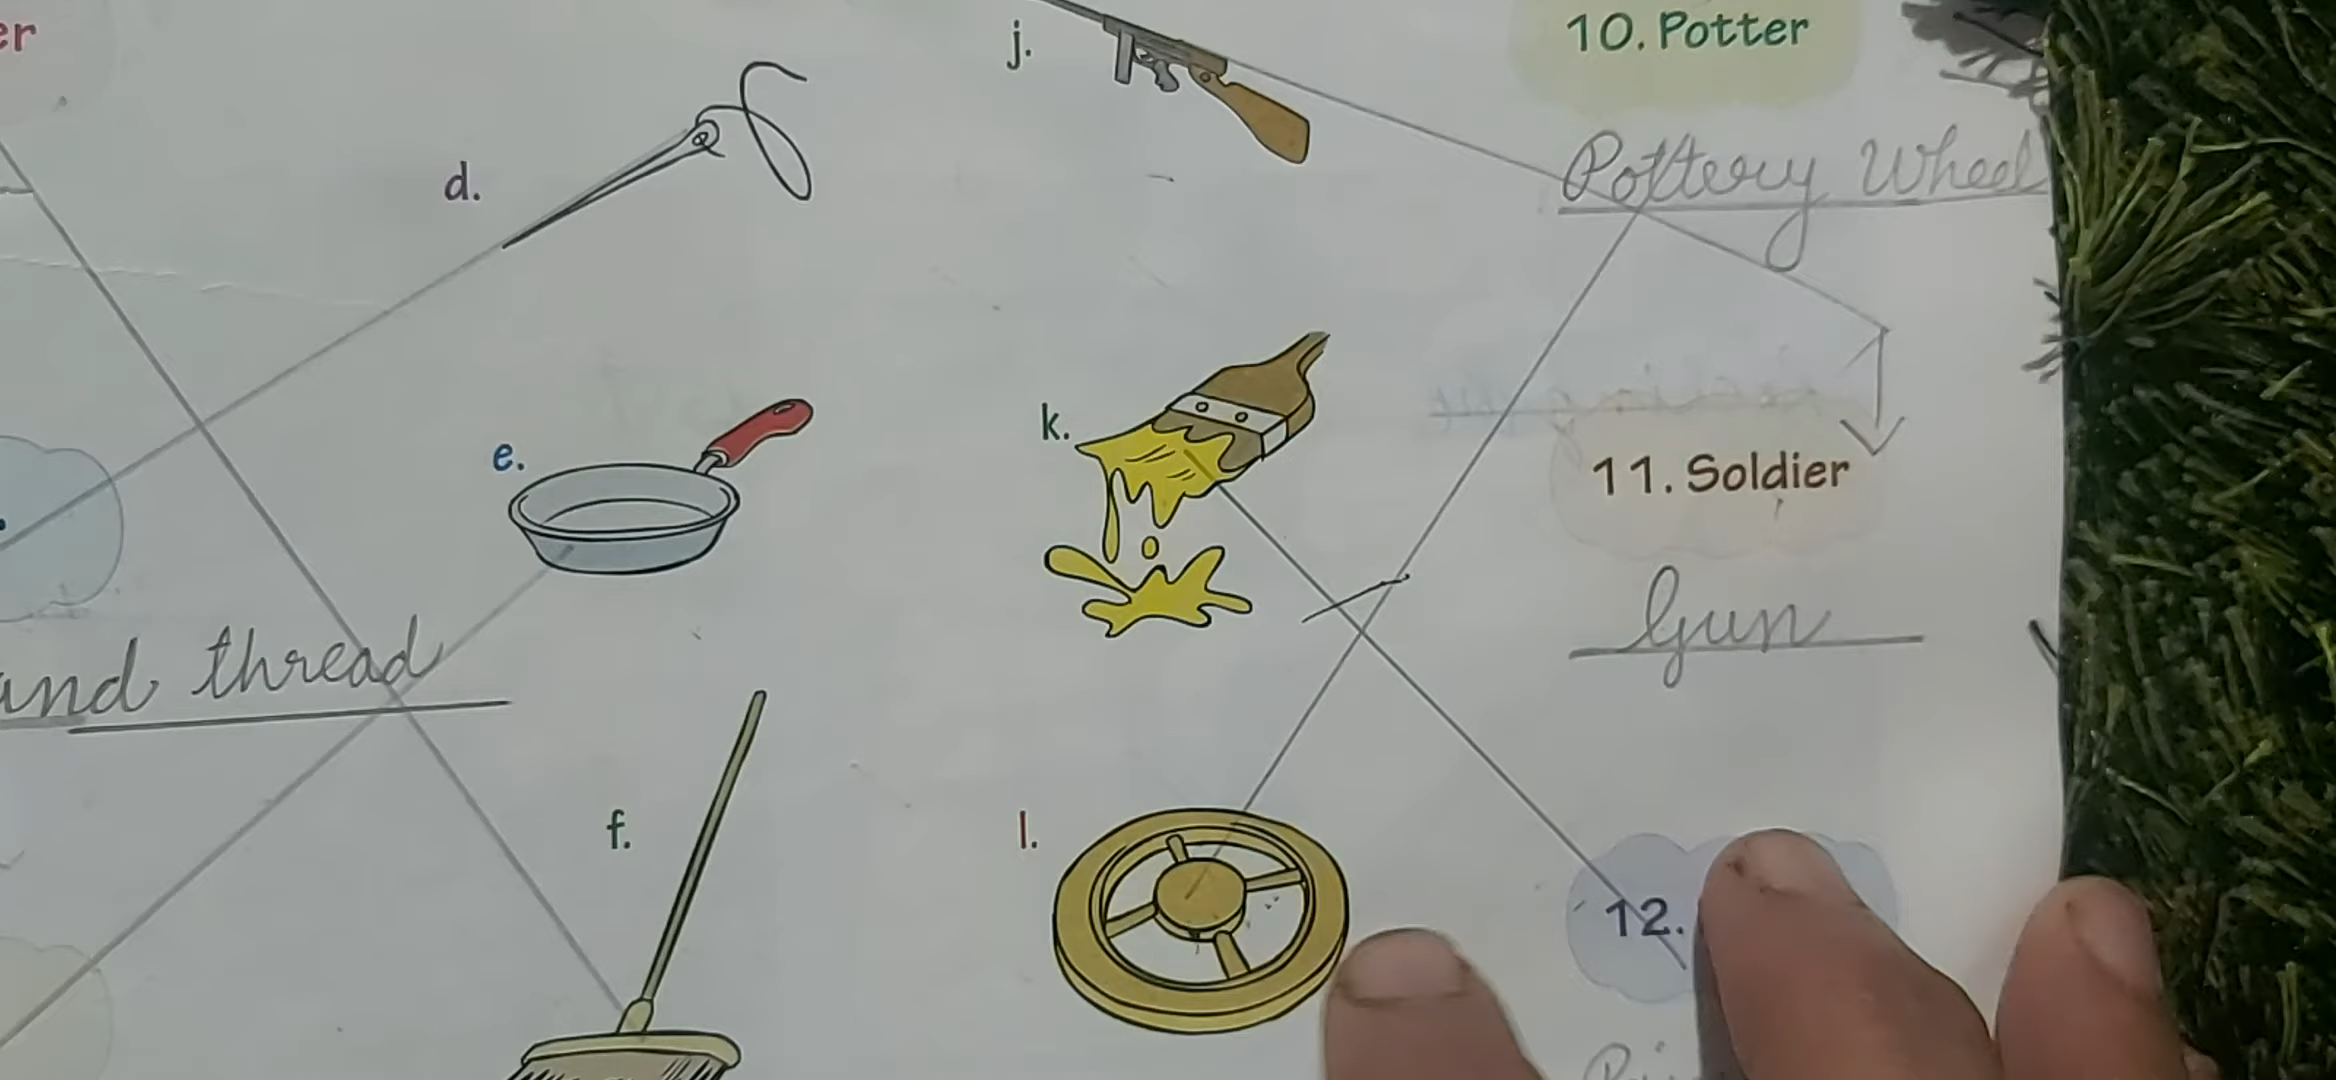 er
j.
10. Potter
d.
Pottery Wheel
e.
k.
11. Soldier
and thread
Gun
f.
l.
12.